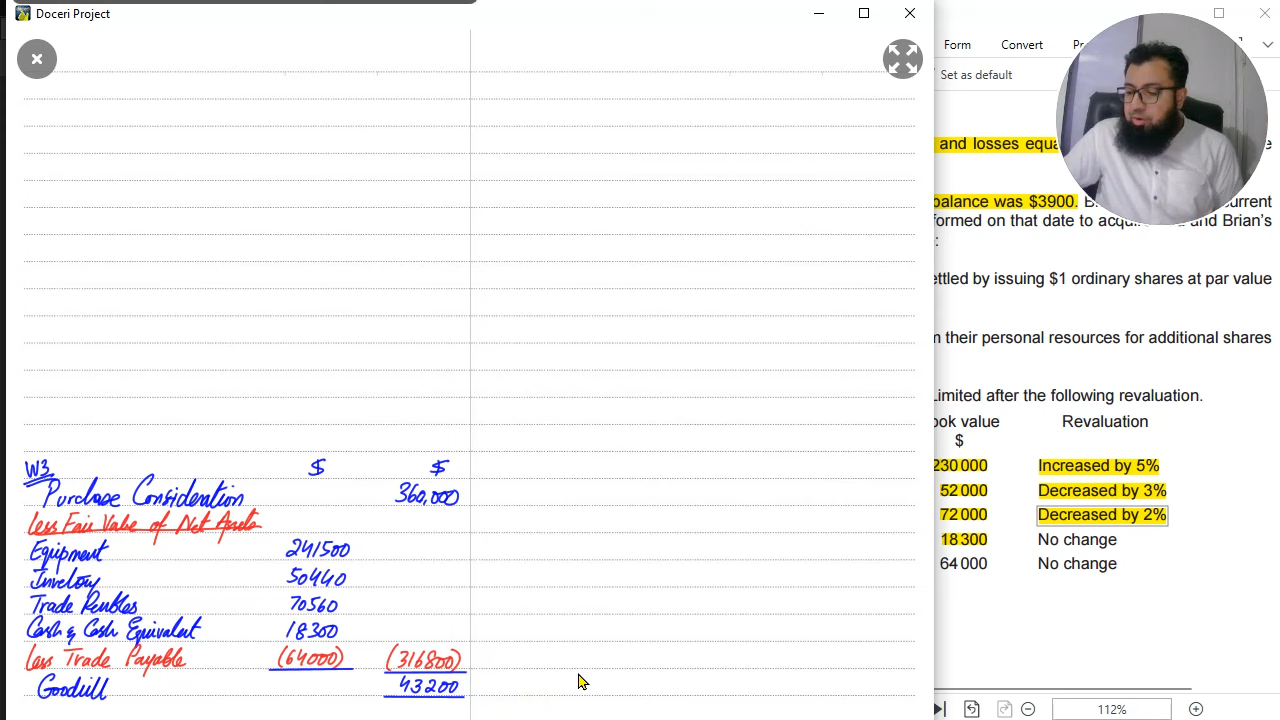 Doceri Project
W3
$ $
Purchase Consideration 360,000
Less Fair Value of Net Assets
Equipment 241500
Inventory 50440
Trade 70560
Cash & Cash Equivalent 18300
Less Trade Payable (64000) (316800)
Goodwill 43200
Form Convert
Set as default
and losses equa
balance was $3900.
formed on that date to and Brian's
:
ettled by issuing $1 ordinary shares at par value
m their personal resources for additional shares
Limited after the following revaluation.
ook value Revaluation
$
230 000 Increased by 5%
52 000 Decreased by 3%
72 000 Decreased by 2%
18 300 No change
64 000 No change
112%